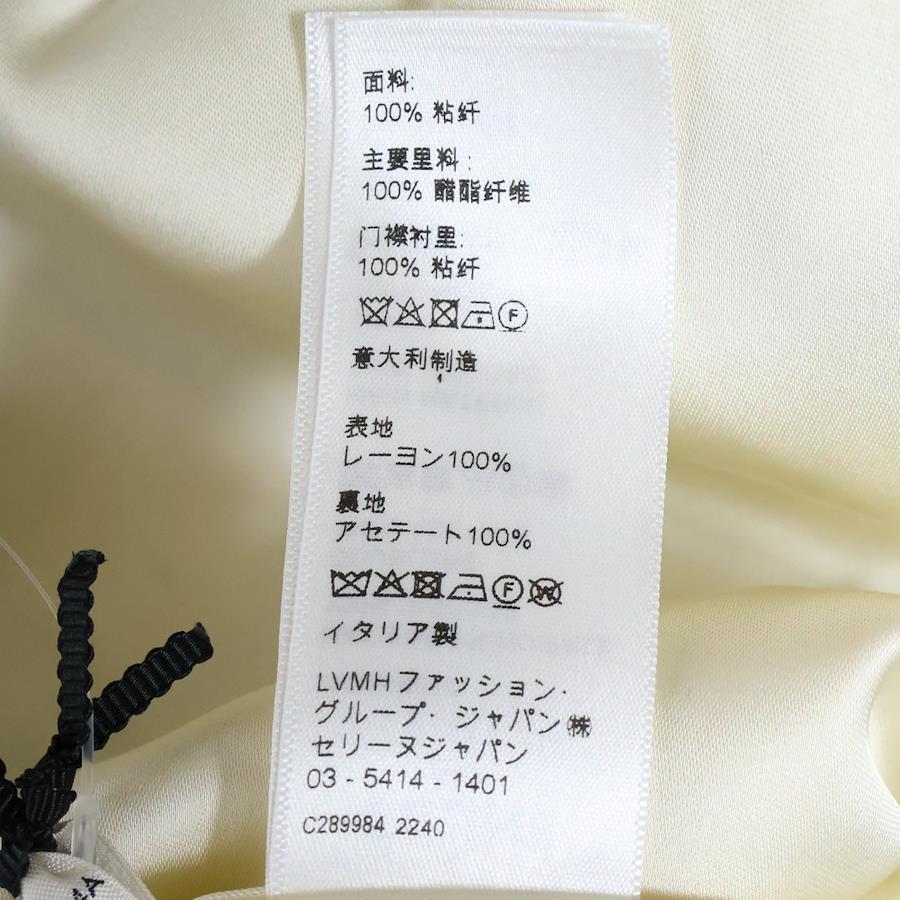 面料:
100% 粘纤
主要里料:
100% 醋酯纤维
门襟衬里:
100% 粘纤
F
意大利制造
表地
レーヨン100%
裏地
アセテート100%
F W
イタリア製
LVMHファッション·
グループ· ジャパン㈱
セリーヌジャパン
03 - 5414 - 1401
C289984 2240